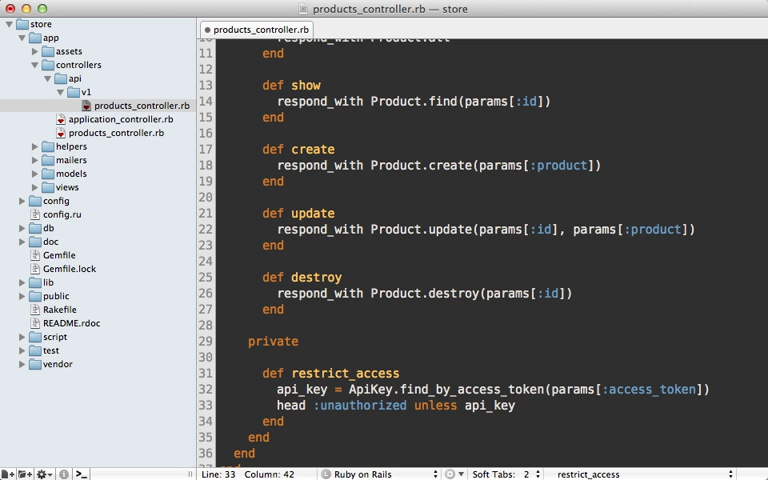 products_controller.rb — store
store
app
assets
controllers
api
v1
products_controller.rb
application_controller.rb
products_controller.rb
helpers
mailers
models
views
config
config.ru
db
doc
Gemfile
Gemfile.lock
lib
public
Rakefile
README.rdoc
script
test
vendor
products_controller.rb
10 respond_with Product.all
11 end
12
13 def show
14 respond_with Product.find(params[:id])
15 end
16
17 def create
18 respond_with Product.create(params[:product])
19 end
20
21 def update
22 respond_with Product.update(params[:id], params[:product])
23 end
24
25 def destroy
26 respond_with Product.destroy(params[:id])
27 end
28
29 private
30
31 def restrict_access
32 api_key = ApiKey.find_by_access_token(params[:access_token])
33 head :unauthorized unless api_key
34 end
35 end
36 end
37 end
Line: 33 Column: 42 Ruby on Rails Soft Tabs: 2 restrict_access